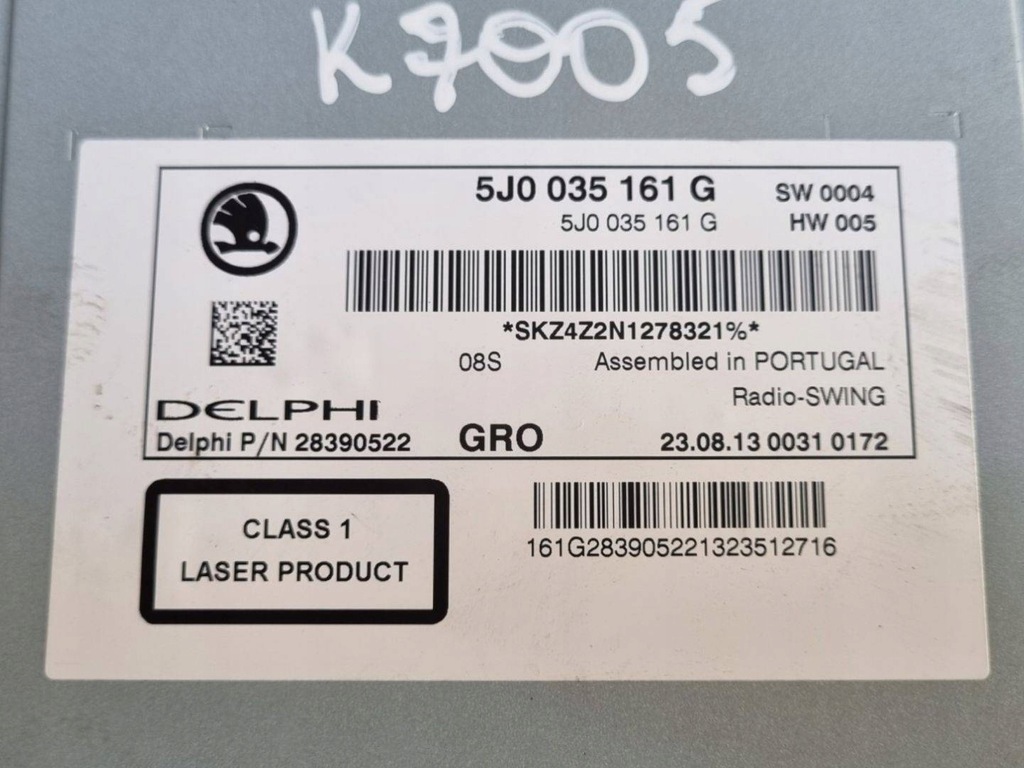 K7005
5J0 035 161 G SW 0004
5J0 035 161 G HW 005
*SKZ4Z2N1278321%*
08S Assembled in PORTUGAL
Radio-SWING
DELPHI
Delphi P/N 28390522 GRO 23.08.13 0031 0172
CLASS 1
LASER PRODUCT
161G283905221323512716